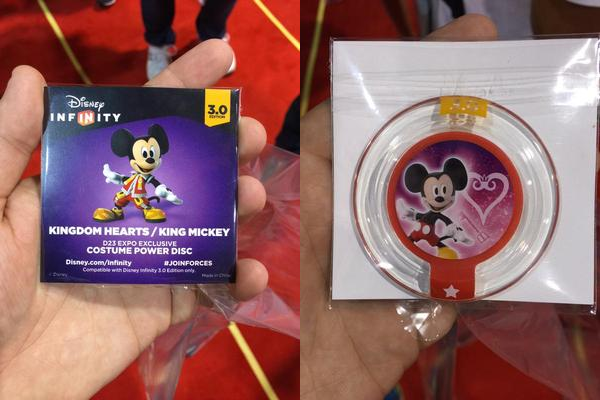 Disney
INFINITY
3.0
EDITION
KINGDOM HEARTS / KING MICKEY
D23 EXPO EXCLUSIVE
COSTUME POWER DISC
Disney.com/Infinity #JOINFORCES
Compatible with Disney Infinity 3.0 Edition only.
© Disney Made in China